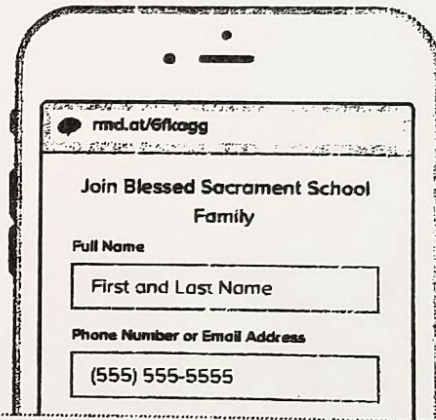 rmd.at/6fkogg
Join Blessed Sacrament School
Family
Full Name
First and Last Name
Phone Number or Email Address
(555) 555-5555